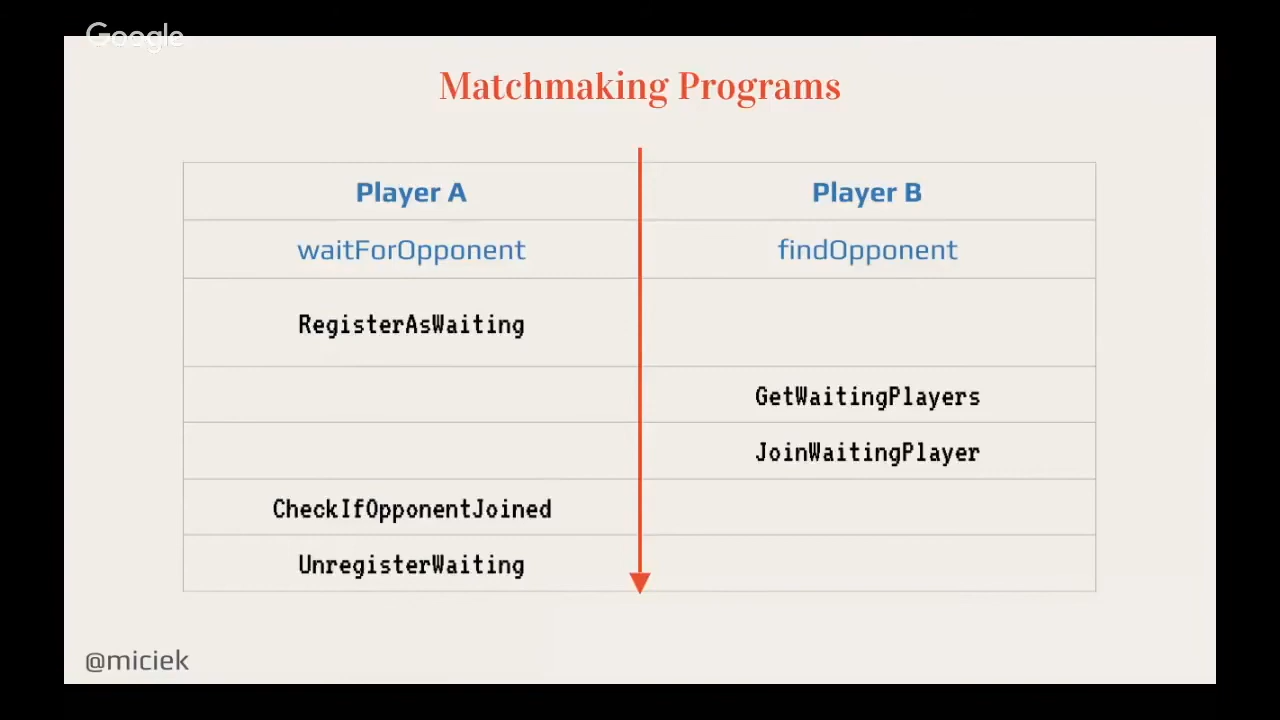 Google
Matchmaking Programs
Player A Player B
waitForOpponent findOpponent
RegisterAsWaiting
GetWaitingPlayers
JoinWaitingPlayer
CheckIfOpponentJoined
UnregisterWaiting
@miciek